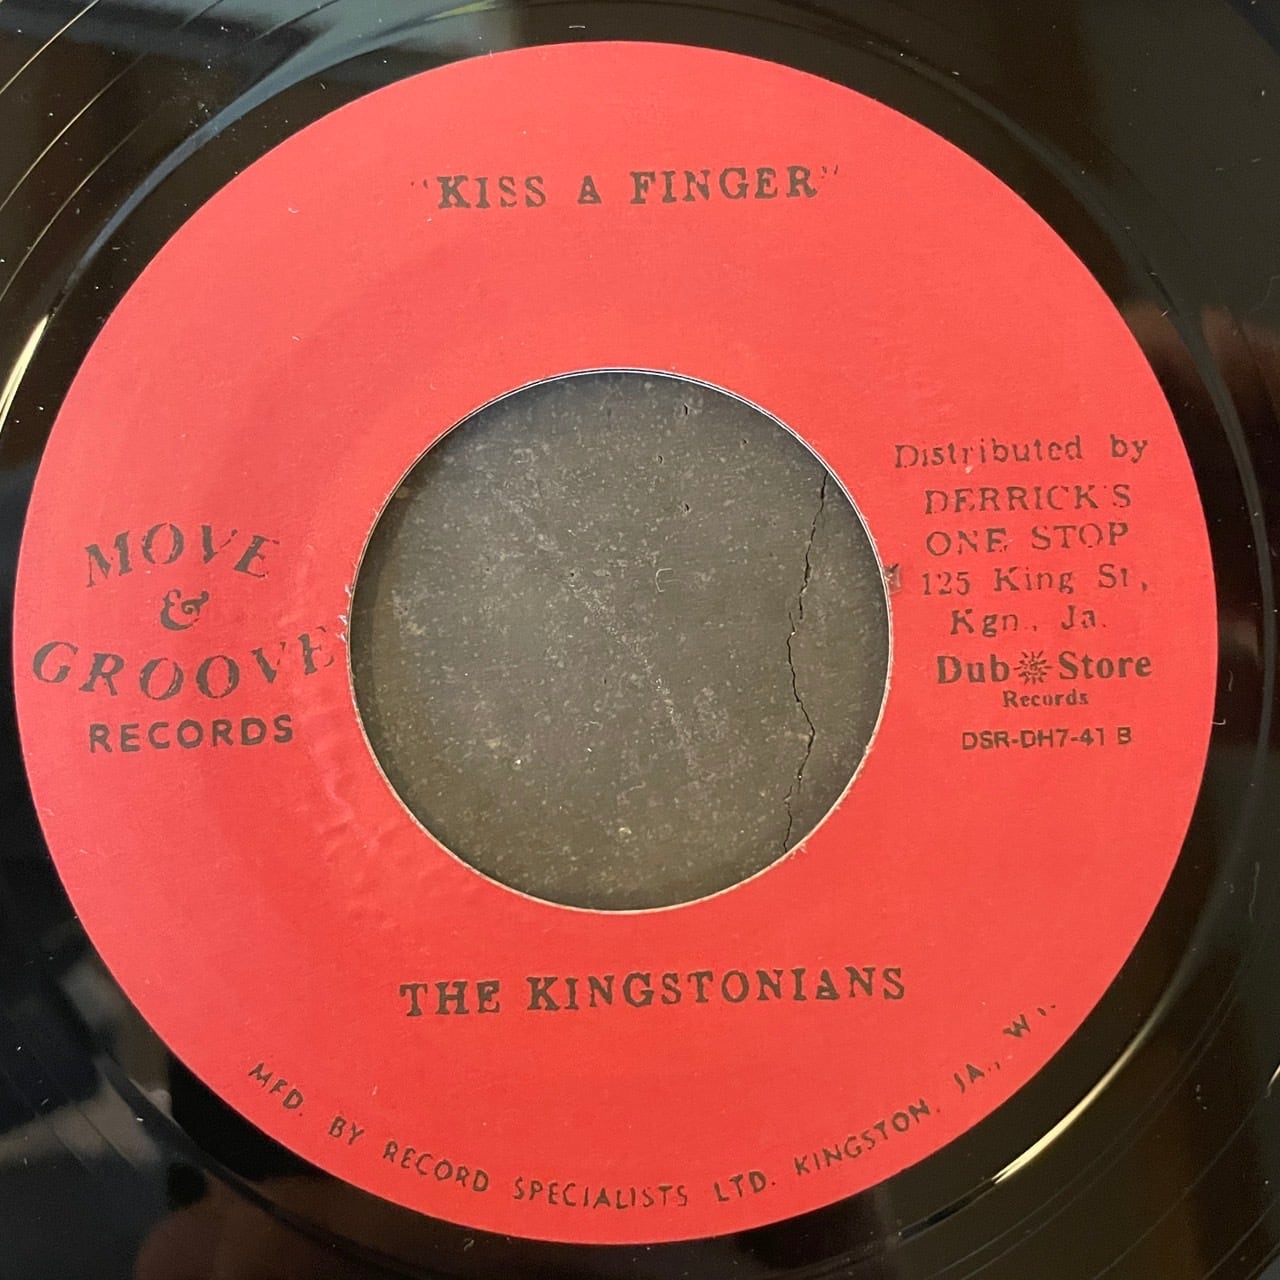 "KISS A FINGER"
MOVE
&
GROOVE
RECORDS
Distributed by
DERRICK'S
ONE STOP
125 King St,
Kgn., Ja.
Dub Store
Records
DSR-DH7-41 B
THE KINGSTONIANS
MFD. BY RECORD SPECIALISTS LTD. KINGSTON, JA., W